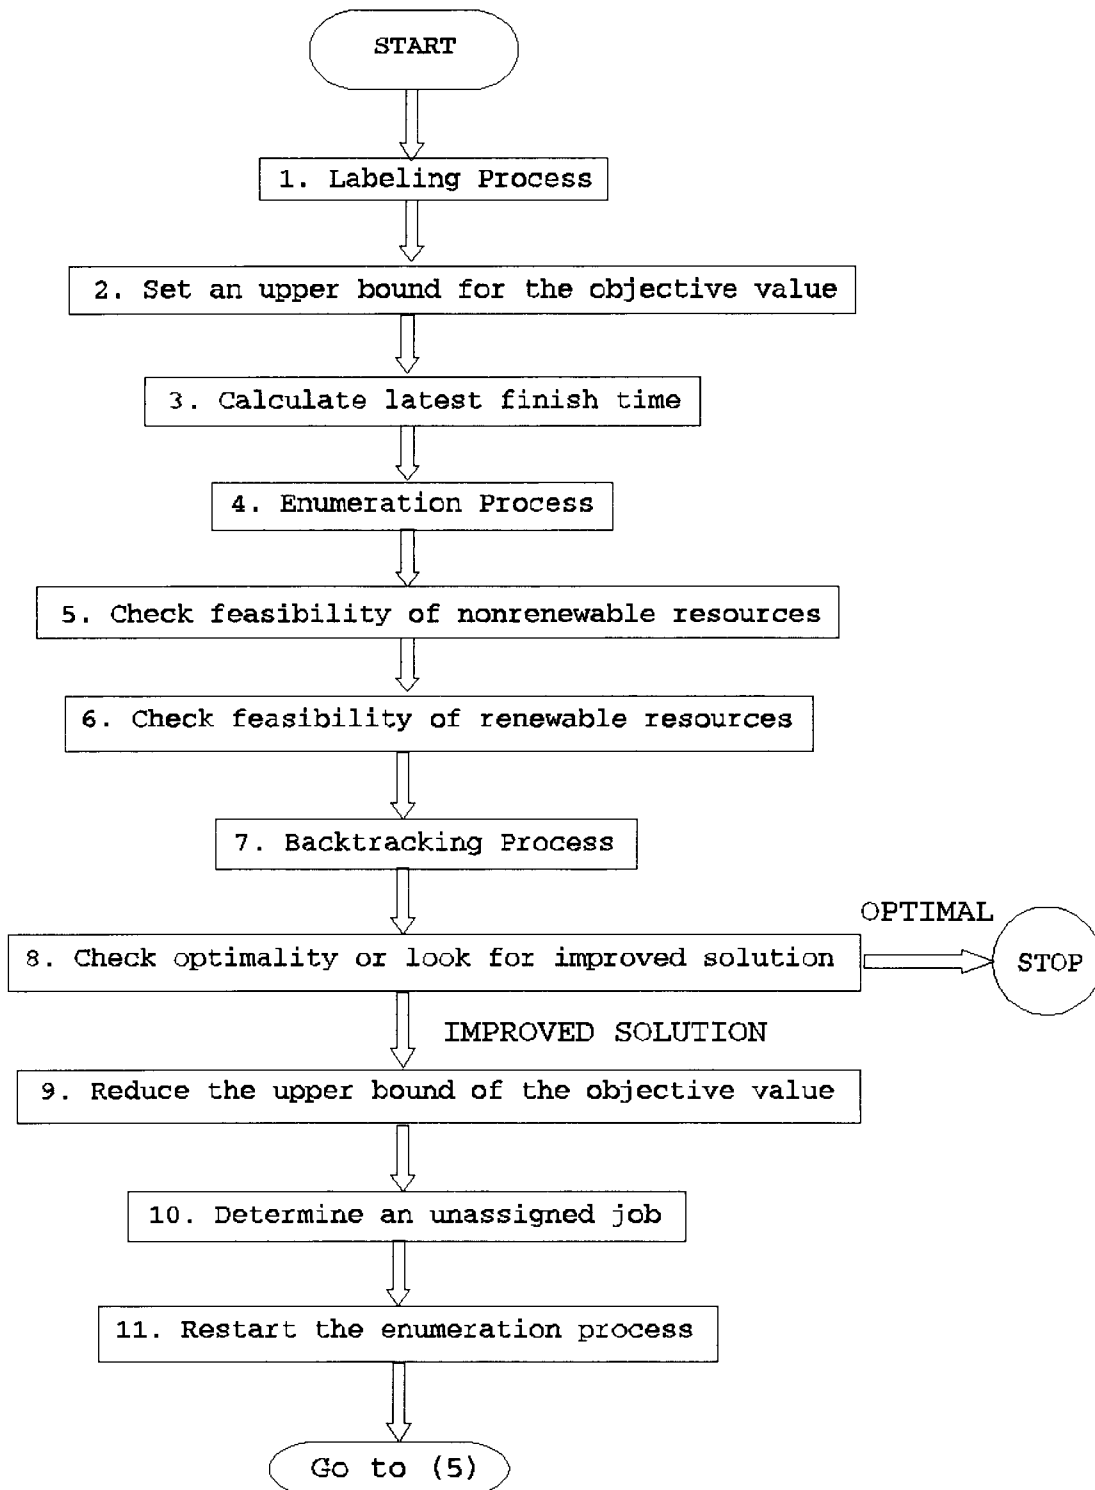 START
1. Labeling Process
2. Set an upper bound for the objective value
3. Calculate latest finish time
4. Enumeration Process
5. Check feasibility of nonrenewable resources
6. Check feasibility of renewable resources
7. Backtracking Process
OPTIMAL
8. Check optimality or look for improved solution
STOP
IMPROVED SOLUTION
9. Reduce the upper bound of the objective value
10. Determine an unassigned job
11. Restart the enumeration process
Go to (5)